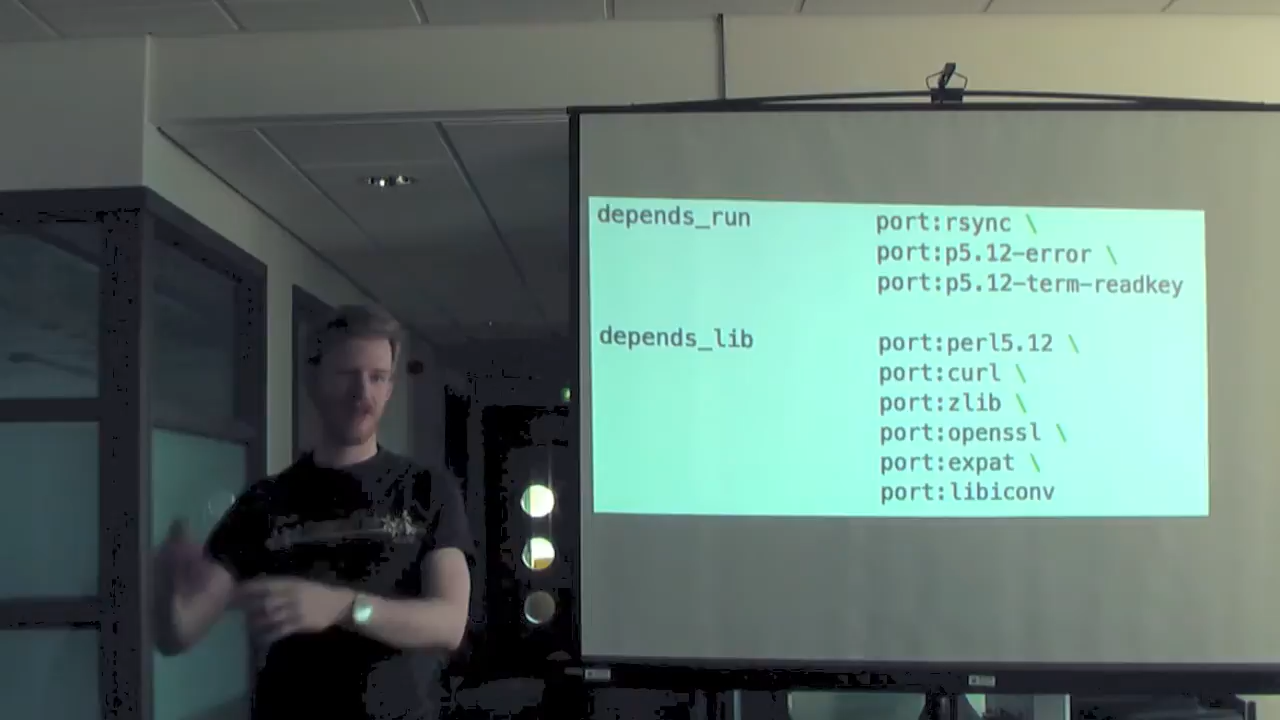 depends_run port:rsync \
port:p5.12-error \
port:p5.12-term-readkey
depends_lib port:perl5.12 \
port:curl \
port:zlib \
port:openssl \
port:expat \
port:libiconv